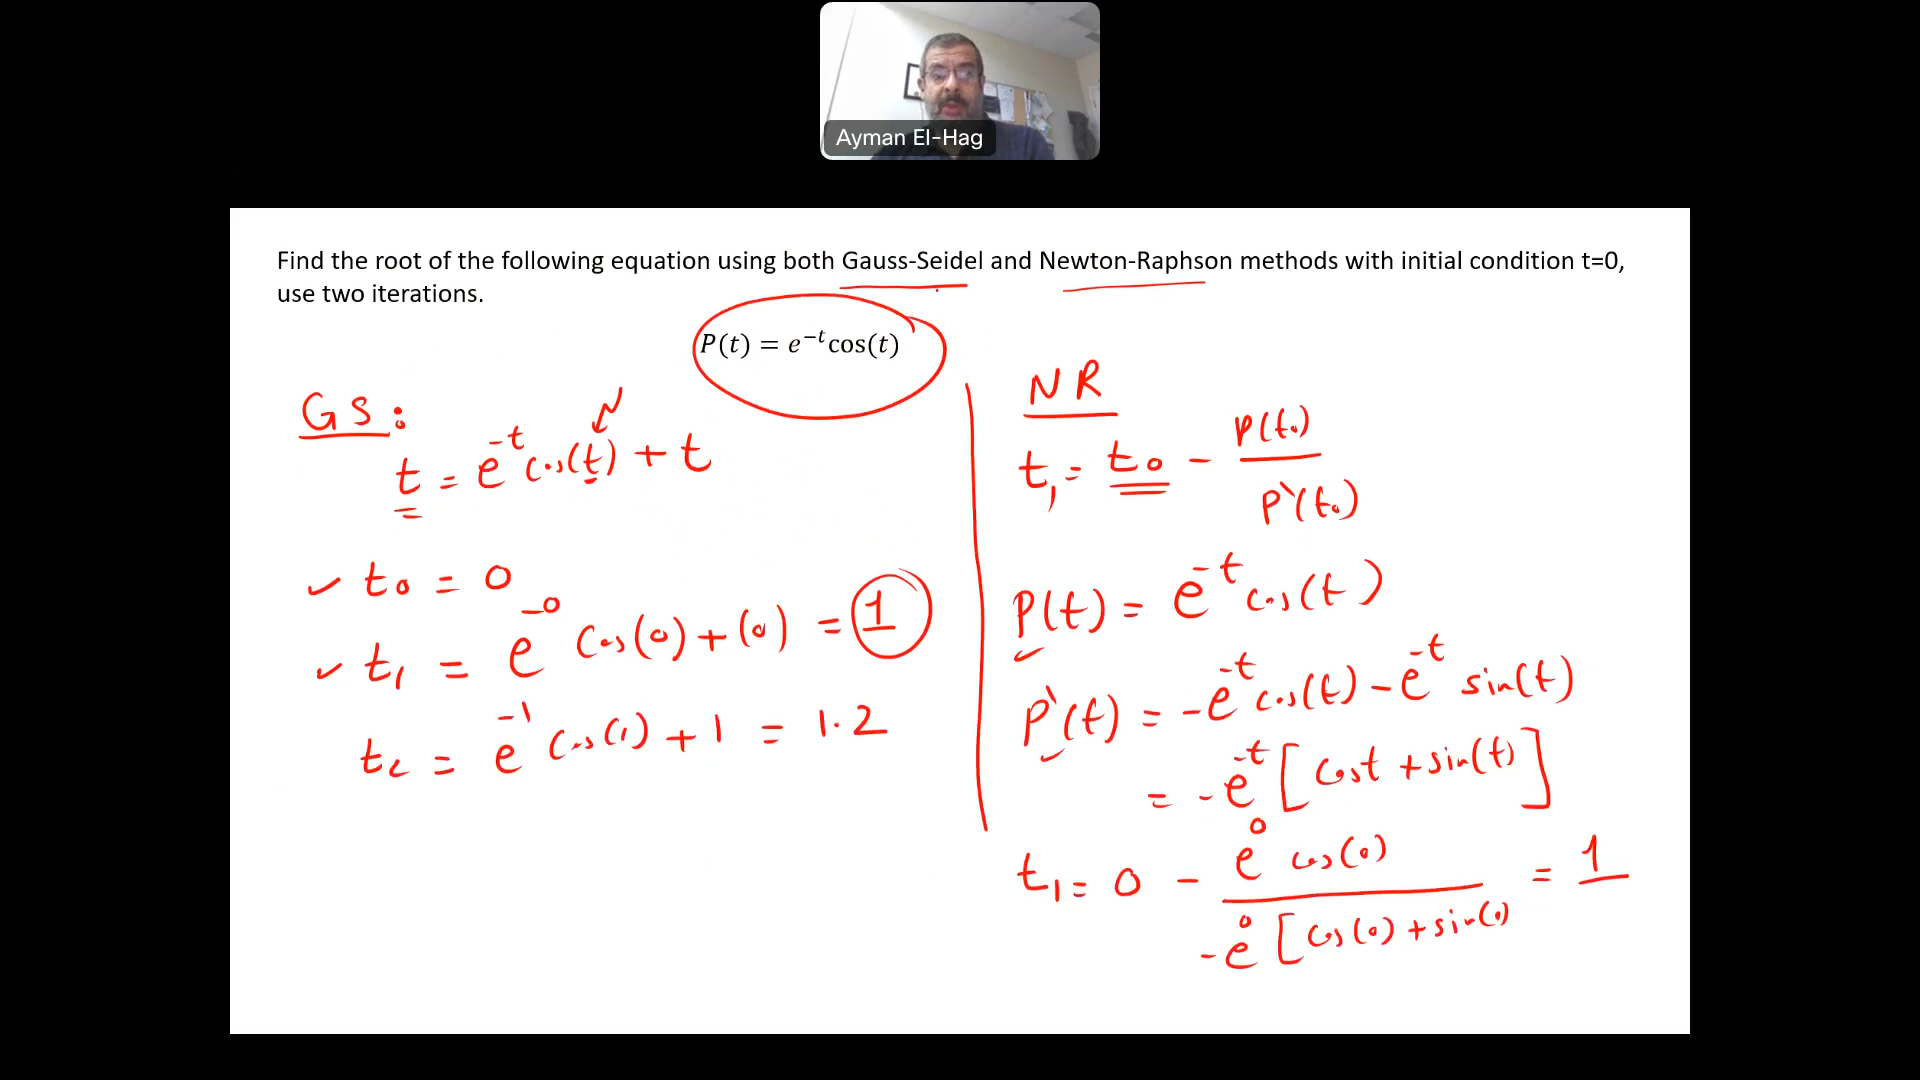 Ayman El-Hag
Find the root of the following equation using both Gauss-Seidel and Newton-Raphson methods with initial condition t=0,
use two iterations.
P(t) = e^{-t}cos(t)
GS:
t = e^{-t} cos(t) + t
t0 = 0
t1 = e^{-0} cos(0) + (0) = 1
t2 = e^{-1} cos(1) + 1 = 1.2
NR
t1 = t0 - P(t0) / P`(t0)
P(t) = e^{-t} cos(t)
P`(t) = -e^{-t} cos(t) - e^{-t} sin(t)
= -e^{-t} [cost + sin(t)]
t1 = 0 - e^{0} cos(0) / -e^{0} [cos(0) + sin(0) = 1